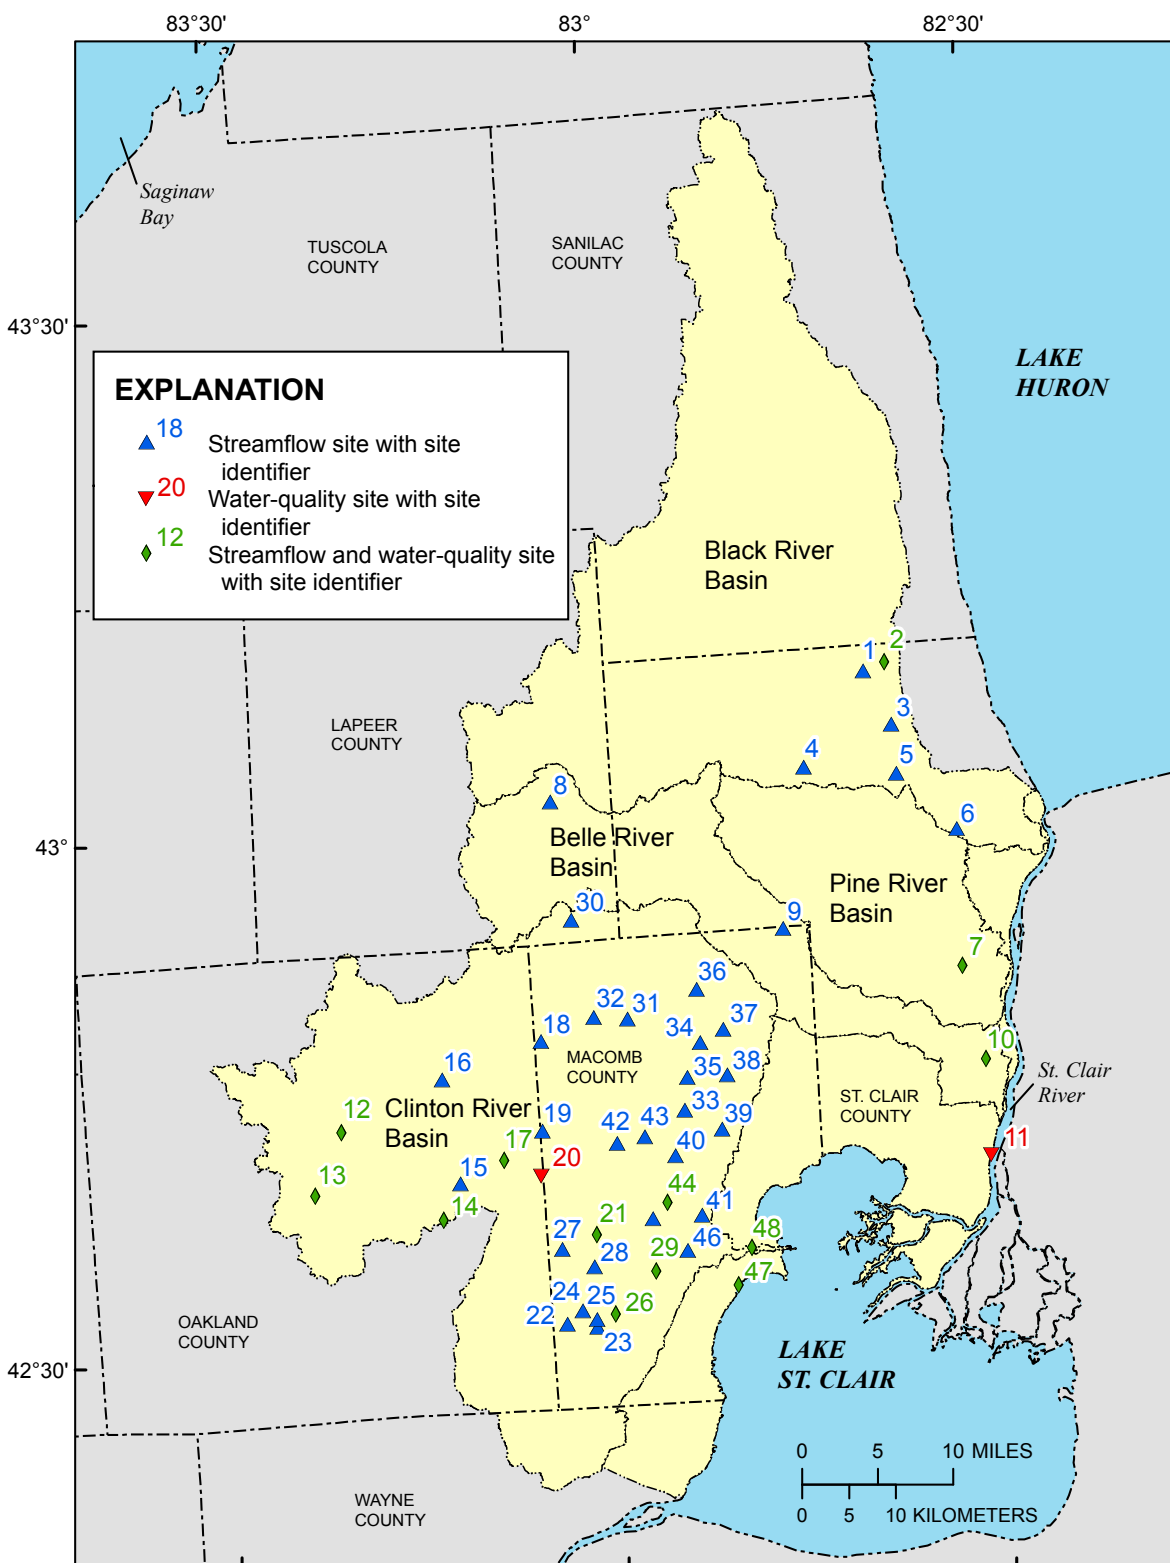 83°30'
83°
82°30'
Saginaw
Bay
TUSCOLA
COUNTY
SANILAC
COUNTY
43°30'
LAKE
HURON
EXPLANATION
18
Streamflow site with site
identifier
20
Water-quality site with site
identifier
12
Streamflow and water-quality site
with site identifier
Black River
Basin
1
2
3
LAPEER
COUNTY
4
5
8
6
43°
Belle River
Basin
Pine River
Basin
30
9
7
36
32
31
37
18
34
10
MACOMB
COUNTY
16
35
38
St. Clair
River
ST. CLAIR
COUNTY
Clinton River
Basin
12
33
19
42
43
39
11
17
40
20
15
13
44
14
21
41
27
28
29
46
48
47
24
25
26
22
23
OAKLAND
COUNTY
42°30'
LAKE
ST. CLAIR
0 5 10 MILES
0 5 10 KILOMETERS
WAYNE
COUNTY